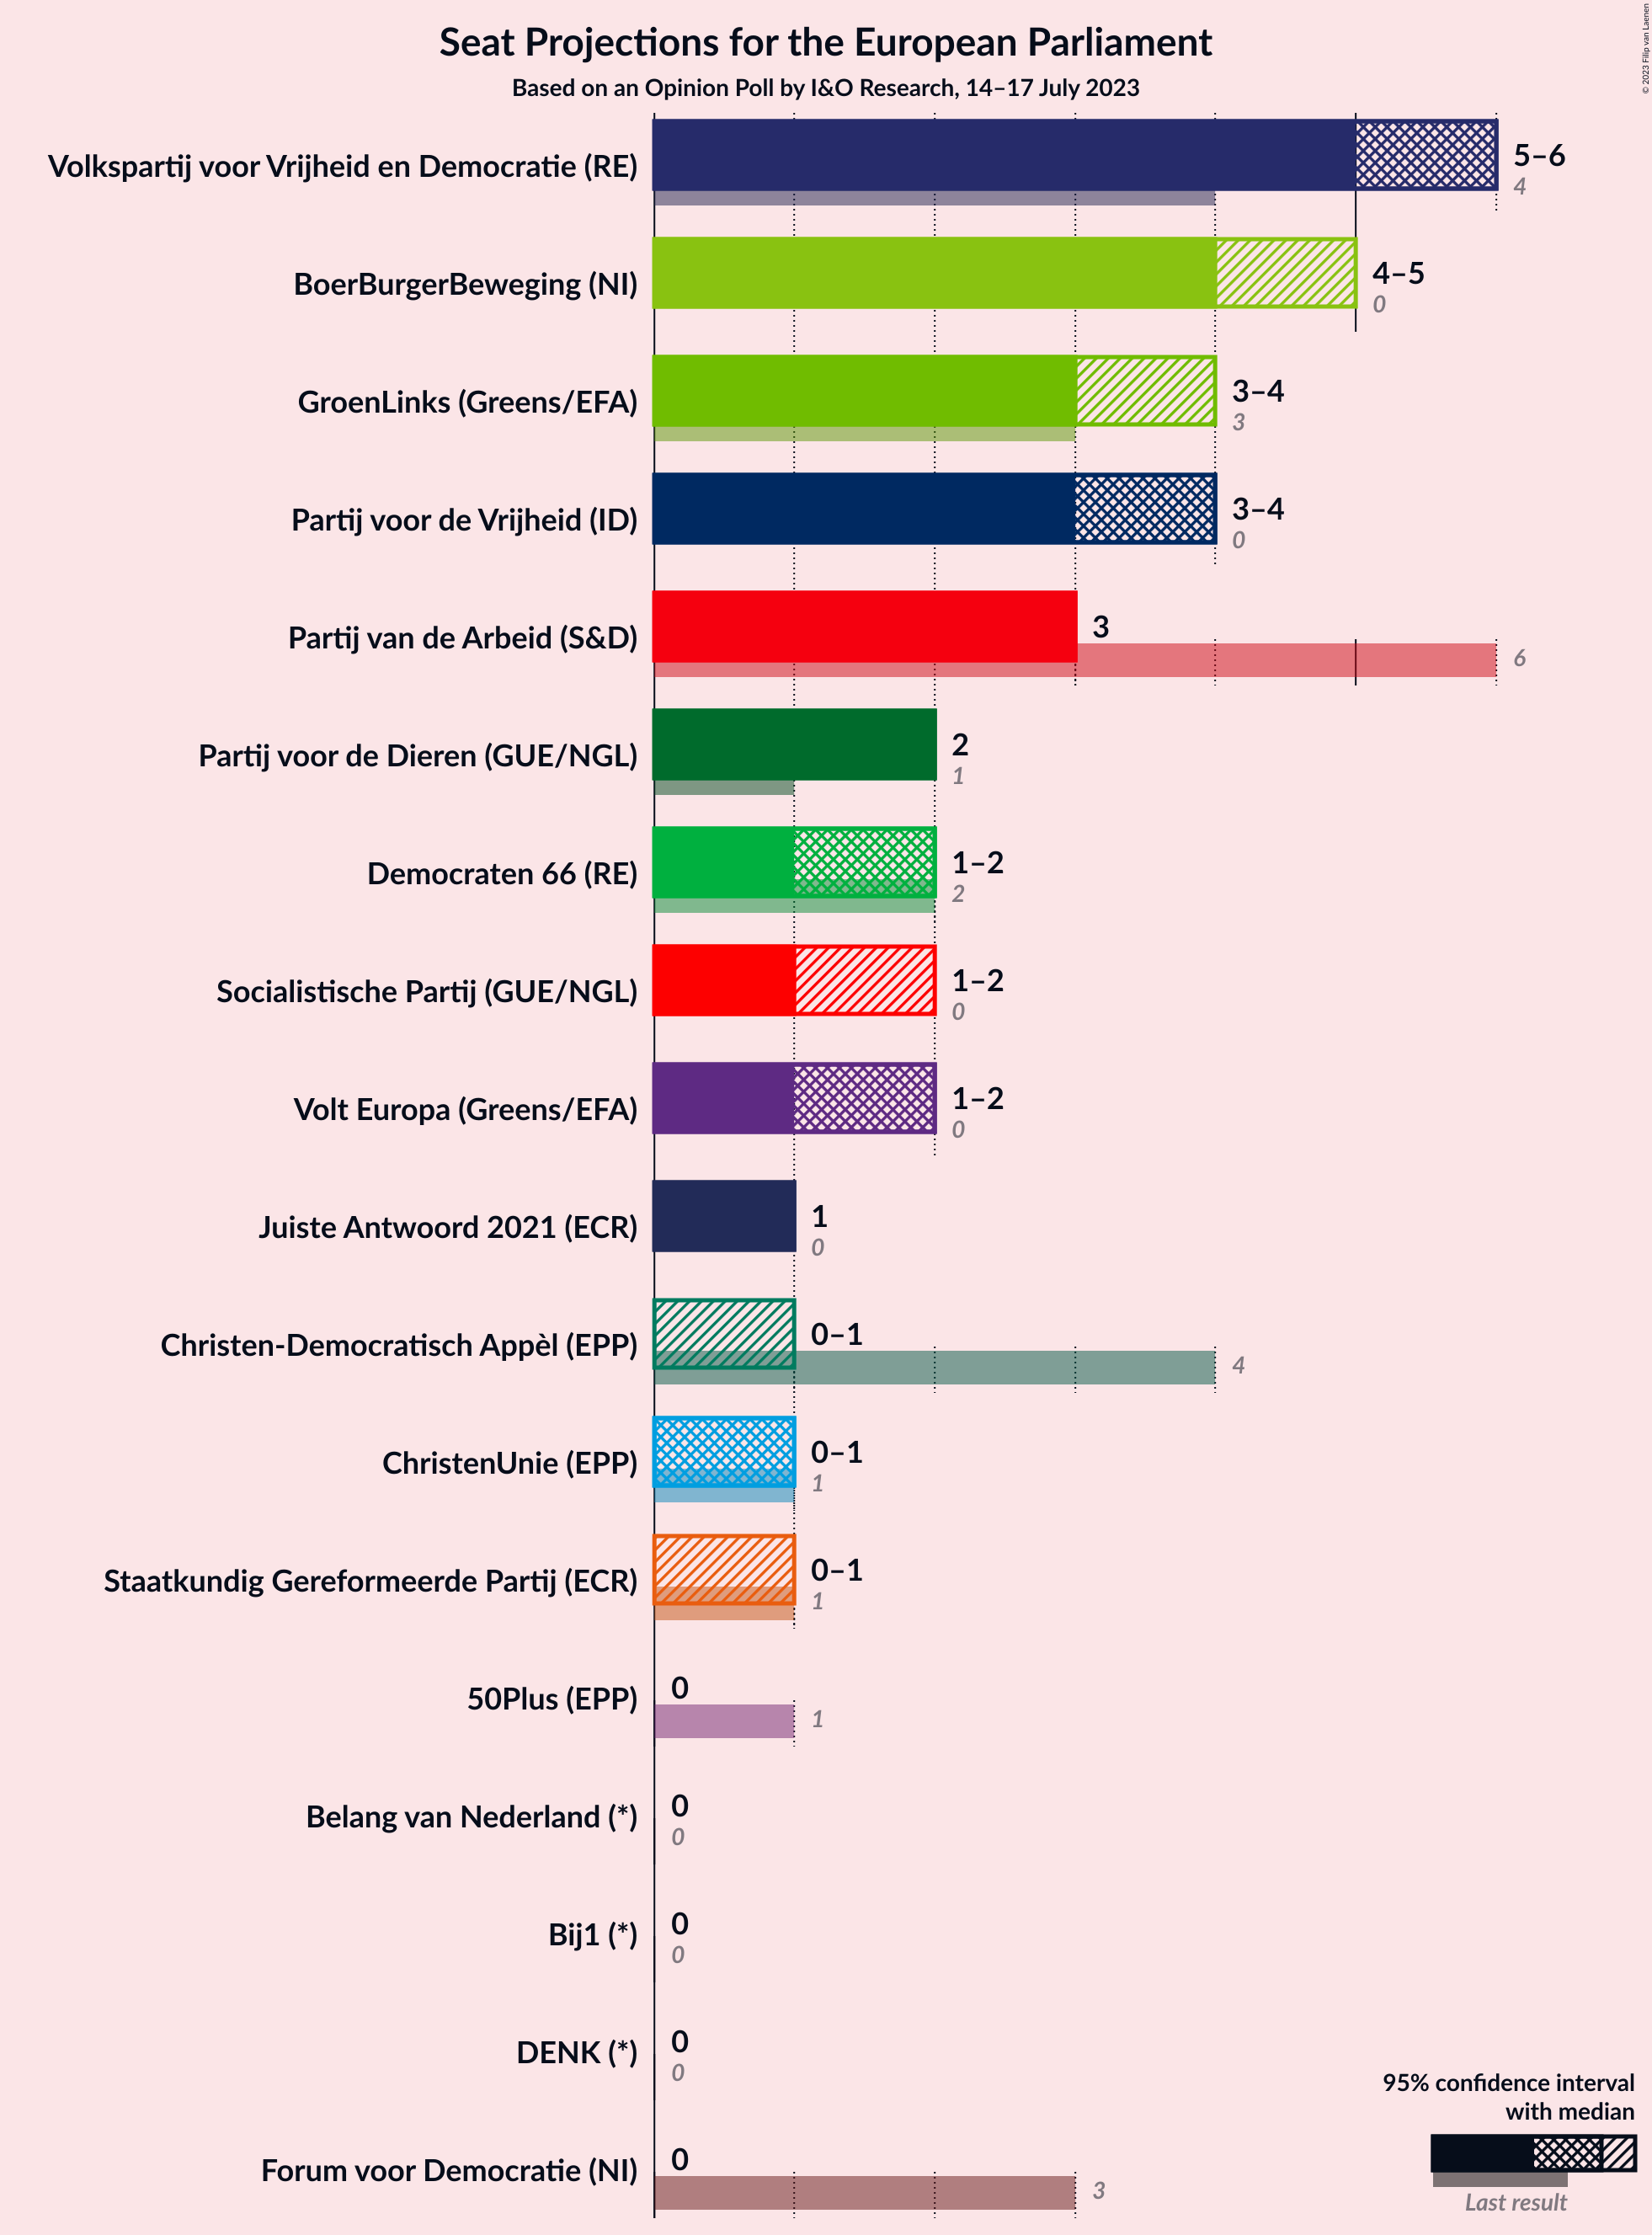 Seat Projections for the European Parliament
Based on an Opinion Poll by I&O Research, 14–17 July 2023
© 2023 Filip van Laenen
Volkspartij voor Vrijheid en Democratie (RE)
5–6
4
BoerBurgerBeweging (NI)
4–5
0
GroenLinks (Greens/EFA)
3–4
3
Partij voor de Vrijheid (ID)
3–4
0
Partij van de Arbeid (S&D)
3
6
Partij voor de Dieren (GUE/NGL)
2
1
Democraten 66 (RE)
1–2
2
Socialistische Partij (GUE/NGL)
1–2
0
Volt Europa (Greens/EFA)
1–2
0
Juiste Antwoord 2021 (ECR)
1
0
Christen-Democratisch Appèl (EPP)
0–1
4
ChristenUnie (EPP)
0–1
1
Staatkundig Gereformeerde Partij (ECR)
0–1
1
50Plus (EPP)
0
1
Belang van Nederland (*)
0
0
Bij1 (*)
0
0
DENK (*)
0
0
Forum voor Democratie (NI)
0
3
95% confidence interval
with median
Last result